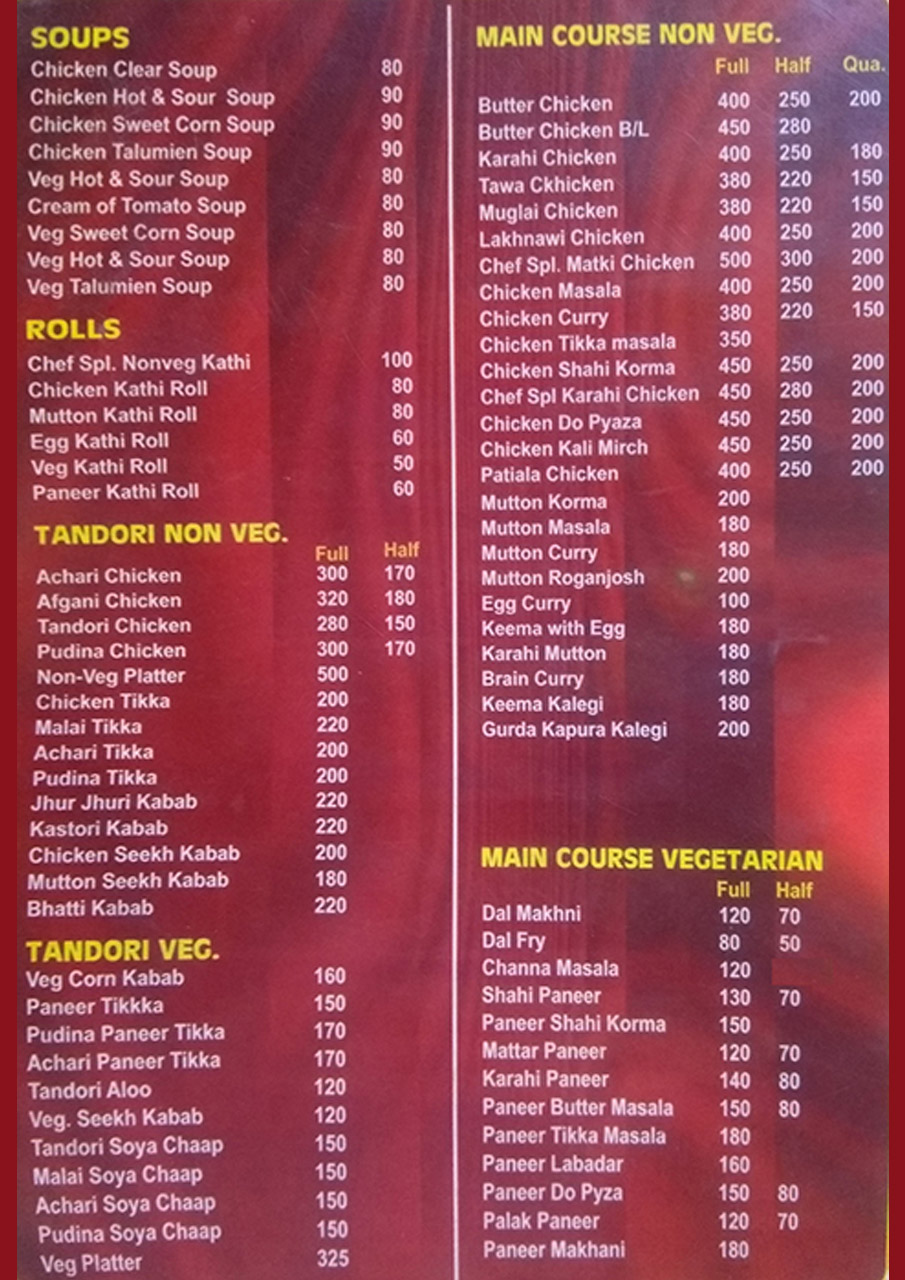 SOUPS
Chicken Clear Soup 80
Chicken Hot & Sour Soup 90
Chicken Sweet Corn Soup 90
Chicken Talumien Soup 90
Veg Hot & Sour Soup 80
Cream of Tomato Soup 80
Veg Sweet Corn Soup 80
Veg Hot & Sour Soup 80
Veg Talumien Soup 80
ROLLS
Chef Spl. Nonveg Kathi 100
Chicken Kathi Roll 80
Mutton Kathi Roll 80
Egg Kathi Roll 60
Veg Kathi Roll 50
Paneer Kathi Roll 60
TANDORI NON VEG.
Full Half
Achari Chicken 300 170
Afgani Chicken 320 180
Tandori Chicken 280 150
Pudina Chicken 300 170
Non-Veg Platter 500
Chicken Tikka 200
Malai Tikka 220
Achari Tikka 200
Pudina Tikka 200
Jhur Jhuri Kabab 220
Kastori Kabab 220
Chicken Seekh Kabab 200
Mutton Seekh Kabab 180
Bhatti Kabab 220
TANDORI VEG.
Veg Corn Kabab 160
Paneer Tikkka 150
Pudina Paneer Tikka 170
Achari Paneer Tikka 170
Tandori Aloo 120
Veg. Seekh Kabab 120
Tandori Soya Chaap 150
Malai Soya Chaap 150
Achari Soya Chaap 150
Pudina Soya Chaap 150
Veg Platter 325
MAIN COURSE NON VEG.
Full Half Qua.
Butter Chicken 400 250 200
Butter Chicken B/L 450 280
Karahi Chicken 400 250 180
Tawa Ckhicken 380 220 150
Muglai Chicken 380 220 150
Lakhnawi Chicken 400 250 200
Chef Spl. Matki Chicken 500 300 200
Chicken Masala 400 250 200
Chicken Curry 380 220 150
Chicken Tikka masala 350
Chicken Shahi Korma 450 250 200
Chef Spl Karahi Chicken 450 280 200
Chicken Do Pyaza 450 250 200
Chicken Kali Mirch 450 250 200
Patiala Chicken 400 250 200
Mutton Korma 200
Mutton Masala 180
Mutton Curry 180
Mutton Roganjosh 200
Egg Curry 100
Keema with Egg 180
Karahi Mutton 180
Brain Curry 180
Keema Kalegi 180
Gurda Kapura Kalegi 200
MAIN COURSE VEGETARIAN
Full Half
Dal Makhni 120 70
Dal Fry 80 50
Channa Masala 120
Shahi Paneer 130 70
Paneer Shahi Korma 150
Mattar Paneer 120 70
Karahi Paneer 140 80
Paneer Butter Masala 150 80
Paneer Tikka Masala 180
Paneer Labadar 160
Paneer Do Pyza 150 80
Palak Paneer 120 70
Paneer Makhani 180